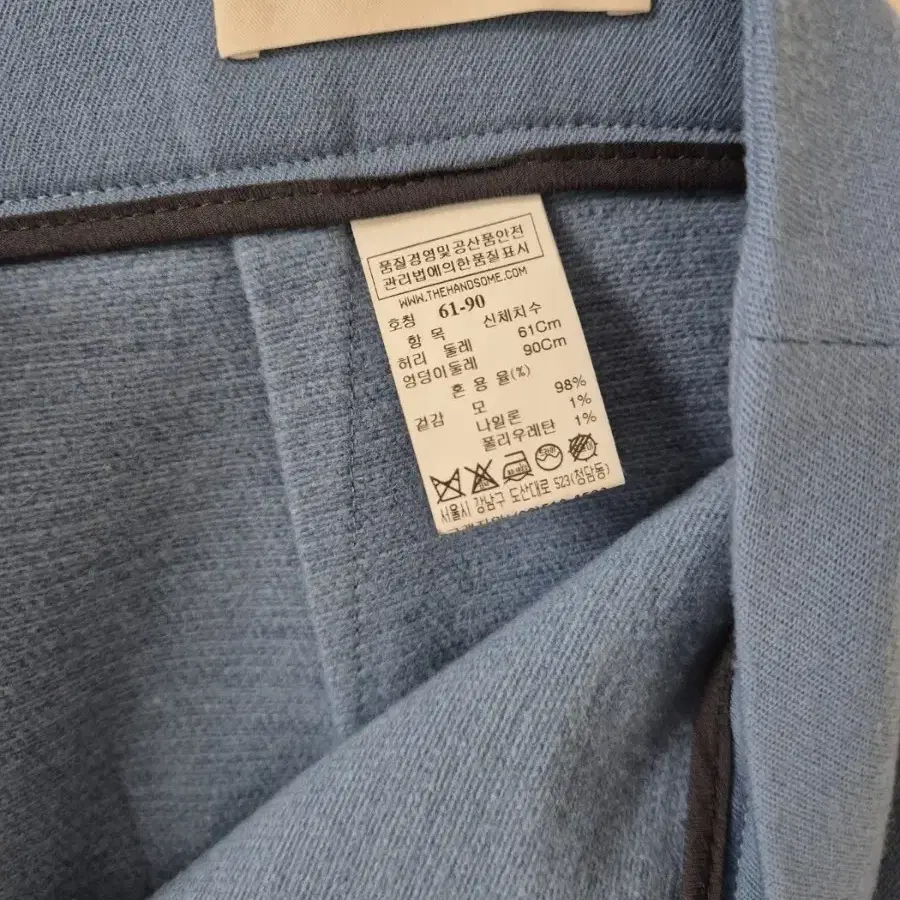 품질경영및공산품안전
관리법에의한품질표시
WWW.THEHANDSOME.COM
호칭 61-90
항 목 신체치수
허리 둘레 61Cm
엉덩이둘레 90Cm
혼 용 율(%)
겉감 모 98%
나일론 1%
폴리우레탄 1%
서울시 강남구 도산대로 523(청담동)